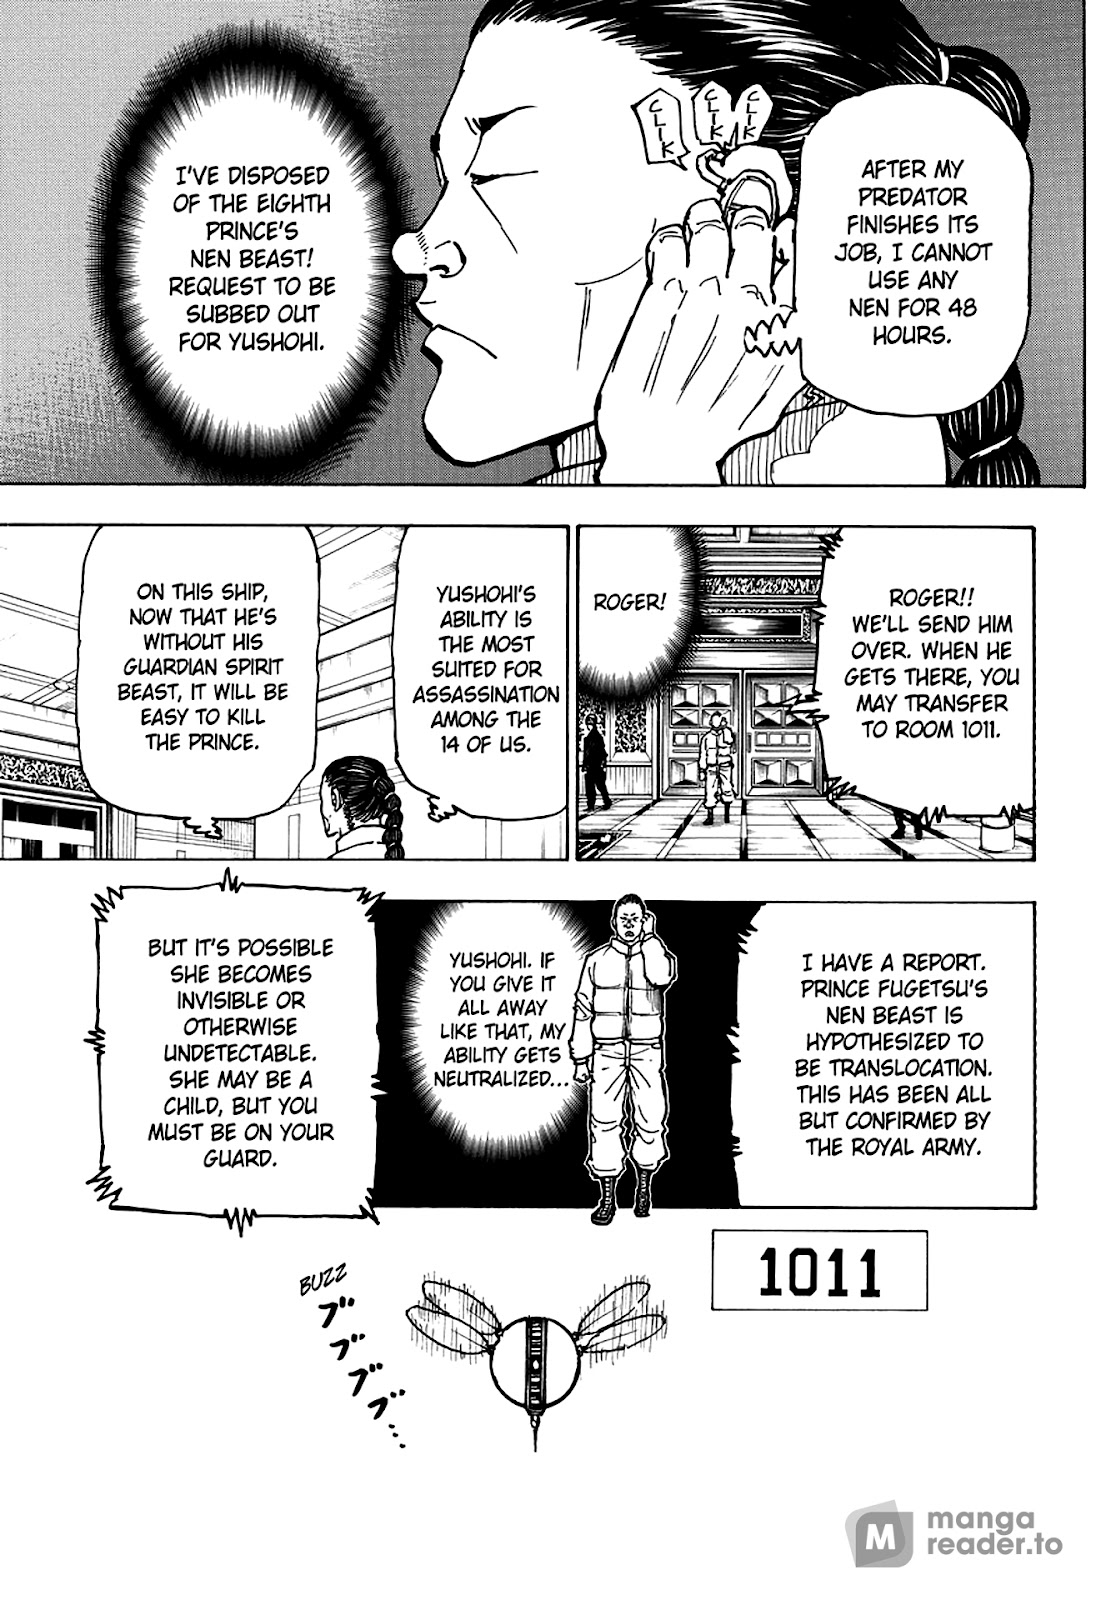 AFTER MY
PREDATOR
FINISHES ITS
JOB, I CANNOT
USE ANY
NEN FOR 48
HOURS.
CLIK
CLIK
CLIK
I'VE DISPOSED
OF THE EIGHTH
PRINCE'S
NEN BEAST!
REQUEST TO BE
SUBBED OUT
FOR YUSHOHI.
ROGER!!
WE'LL SEND HIM
OVER. WHEN HE
GETS THERE, YOU
MAY TRANSFER
TO ROOM 1011.
ROGER!
YUSHOHI'S
ABILITY IS
THE MOST
SUITED FOR
ASSASSINATION
AMONG THE
14 OF US.
ON THIS SHIP,
NOW THAT HE'S
WITHOUT HIS
GUARDIAN SPIRIT
BEAST, IT WILL BE
EASY TO KILL
THE PRINCE.
I HAVE A REPORT.
PRINCE FUGETSU'S
NEN BEAST IS
HYPOTHESIZED TO
BE TRANSLOCATION.
THIS HAS BEEN ALL
BUT CONFIRMED BY
THE ROYAL ARMY.
YUSHOHI. IF
YOU GIVE IT
ALL AWAY
LIKE THAT, MY
ABILITY GETS
NEUTRALIZED...
BUT IT'S POSSIBLE
SHE BECOMES
INVISIBLE OR
OTHERWISE
UNDETECTABLE.
SHE MAY BE A
CHILD, BUT YOU
MUST BE ON YOUR
GUARD.
1011
BUZZ
ブブブブ...
M manga
reader.to